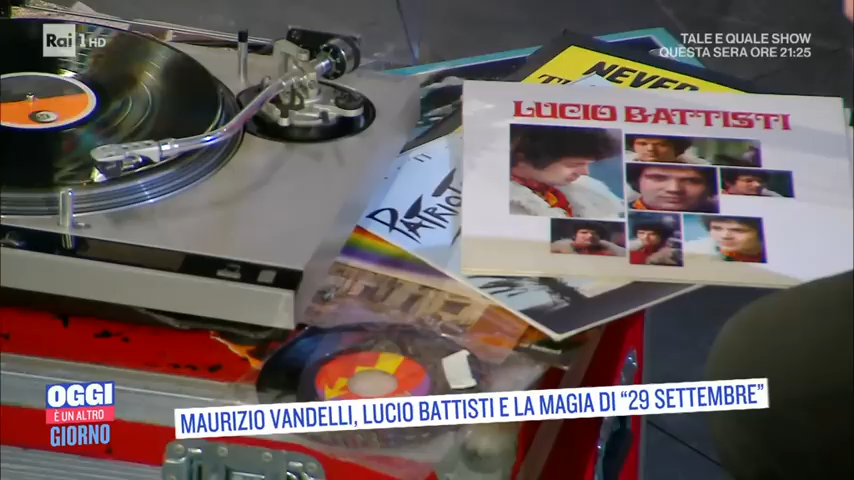 Rai 1 HD
TALE E QUALE SHOW
QUESTA SERA ORE 21:25
NEVER
LUCIO BATTISTI
PATRIOT
OGGI
È UN ALTRO
GIORNO
MAURIZIO VANDELLI, LUCIO BATTISTI E LA MAGIA DI “29 SETTEMBRE”